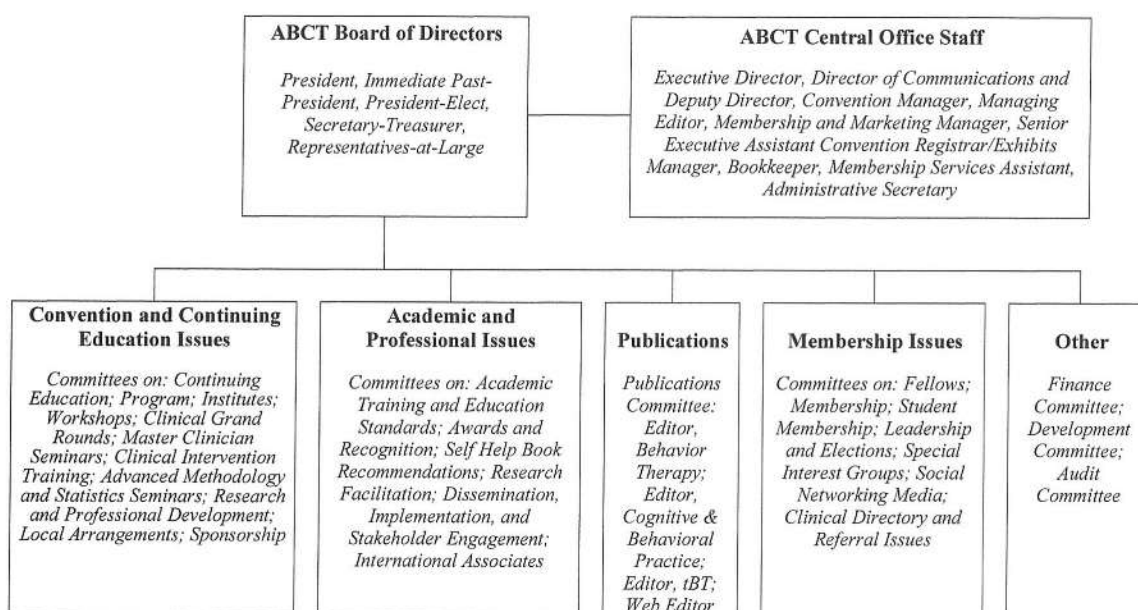 ABCT Board of Directors
President, Immediate Past-
President, President-Elect,
Secretary-Treasurer,
Representatives-at-Large
ABCT Central Office Staff
Executive Director, Director of Communications and
Deputy Director, Convention Manager, Managing
Editor, Membership and Marketing Manager, Senior
Executive Assistant Convention Registrar/Exhibits
Manager, Bookkeeper, Membership Services Assistant,
Administrative Secretary
Convention and Continuing
Education Issues
Committees on: Continuing
Education; Program; Institutes;
Workshops; Clinical Grand
Rounds; Master Clinician
Seminars; Clinical Intervention
Training; Advanced Methodology
and Statistics Seminars; Research
and Professional Development;
Local Arrangements; Sponsorship
Academic and
Professional Issues
Committees on: Academic
Training and Education
Standards; Awards and
Recognition; Self Help Book
Recommendations; Research
Facilitation; Dissemination,
Implementation, and
Stakeholder Engagement;
International Associates
Publications
Publications
Committee:
Editor,
Behavior
Therapy;
Editor,
Cognitive &
Behavioral
Practice;
Editor, tBT;
Web Editor
Membership Issues
Committees on: Fellows;
Membership; Student
Membership; Leadership
and Elections; Special
Interest Groups; Social
Networking Media;
Clinical Directory and
Referral Issues
Other
Finance
Committee;
Development
Committee;
Audit
Committee